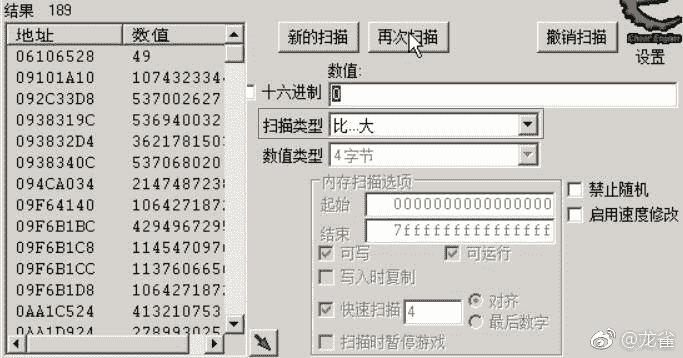 结果 189
地址 数值
06106528 49
09101A10 107432334
092C33D8 537002627
0938319C 536940032
093832D4 362178150
0938340C 537068020
094CA034 214748723
09F64140 106427187
09F6B1BC 429496729
09F6B1C8 114547097
09F6B1CC 113760665
09F6B1D8 106427187
0AA1C524 413210753
0AA1D924 278993025
新的扫描 再次扫描 撤销扫描
Cheat Engine
设置
数值:
十六进制 0
扫描类型 比...大
数值类型 4字节
内存扫描选项
起始 0000000000000000
结束 7fffffffffffffff
可写 可运行
写入时复制
快速扫描 4 对齐
最后数字
扫描时暂停游戏
禁止随机
启用速度修改
@龙雀